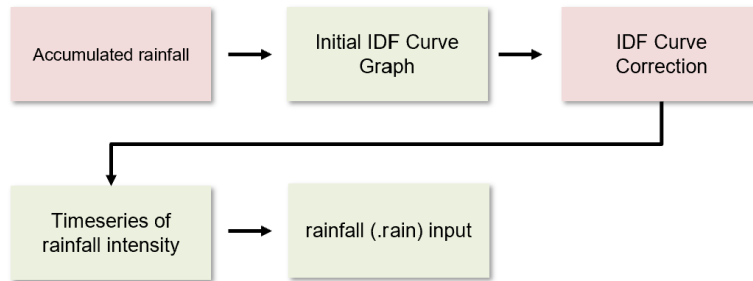 Accumulated rainfall
Initial IDF Curve
Graph
IDF Curve
Correction
Timeseries of
rainfall intensity
rainfall (.rain) input